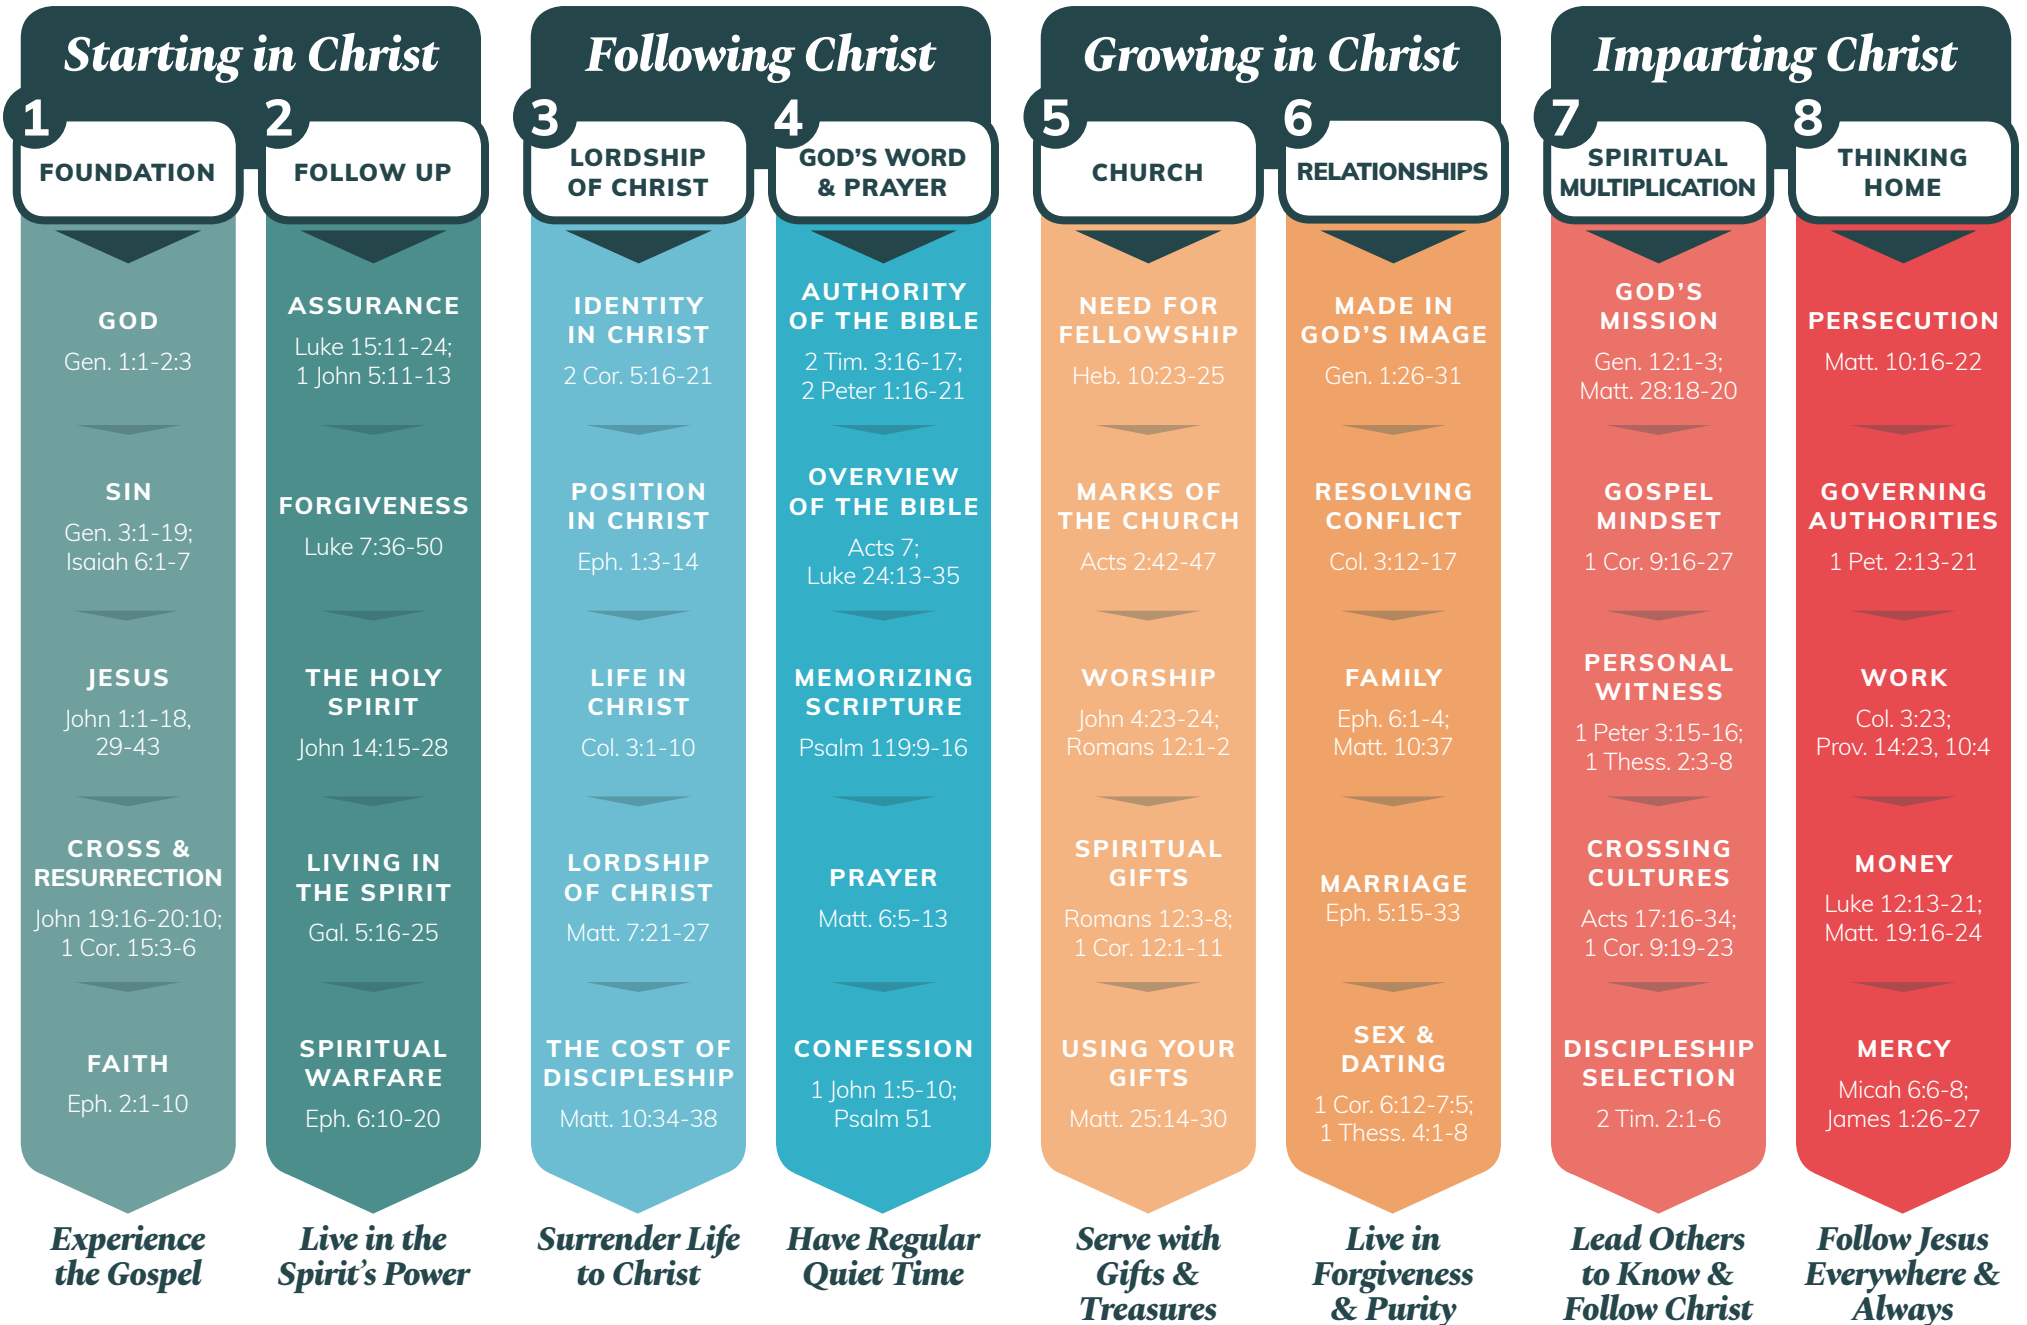 Starting in Christ
1
FOUNDATION
GOD
Gen. 1:1-2:3
SIN
Gen. 3:1-19;
Isaiah 6:1-7
JESUS
John 1:1-18,
29-43
CROSS &
RESURRECTION
John 19:16-20:10;
1 Cor. 15:3-6
FAITH
Eph. 2:1-10
Experience
the Gospel
2
FOLLOW UP
ASSURANCE
Luke 15:11-24;
1 John 5:11-13
FORGIVENESS
Luke 7:36-50
THE HOLY
SPIRIT
John 14:15-28
LIVING IN
THE SPIRIT
Gal. 5:16-25
SPIRITUAL
WARFARE
Eph. 6:10-20
Live in the
Spirit's Power
Following Christ
3
LORDSHIP
OF CHRIST
IDENTITY
IN CHRIST
2 Cor. 5:16-21
POSITION
IN CHRIST
Eph. 1:3-14
LIFE IN
CHRIST
Col. 3:1-10
LORDSHIP
OF CHRIST
Matt. 7:21-27
THE COST OF
DISCIPLESHIP
Matt. 10:34-38
Surrender Life
to Christ
4
GOD'S WORD
& PRAYER
AUTHORITY
OF THE BIBLE
2 Tim. 3:16-17;
2 Peter 1:16-21
OVERVIEW
OF THE BIBLE
Acts 7;
Luke 24:13-35
MEMORIZING
SCRIPTURE
Psalm 119:9-16
PRAYER
Matt. 6:5-13
CONFESSION
1 John 1:5-10;
Psalm 51
Have Regular
Quiet Time
Growing in Christ
5
CHURCH
NEED FOR
FELLOWSHIP
Heb. 10:23-25
MARKS OF
THE CHURCH
Acts 2:42-47
WORSHIP
John 4:23-24;
Romans 12:1-2
SPIRITUAL
GIFTS
Romans 12:3-8;
1 Cor. 12:1-11
USING YOUR
GIFTS
Matt. 25:14-30
Serve with
Gifts &
Treasures
6
RELATIONSHIPS
MADE IN
GOD'S IMAGE
Gen. 1:26-31
RESOLVING
CONFLICT
Col. 3:12-17
FAMILY
Eph. 6:1-4;
Matt. 10:37
MARRIAGE
Eph. 5:15-33
SEX &
DATING
1 Cor. 6:12-7:5;
1 Thess. 4:1-8
Live in
Forgiveness
& Purity
Imparting Christ
7
SPIRITUAL
MULTIPLICATION
GOD'S
MISSION
Gen. 12:1-3;
Matt. 28:18-20
GOSPEL
MINDSET
1 Cor. 9:16-27
PERSONAL
WITNESS
1 Peter 3:15-16;
1 Thess. 2:3-8
CROSSING
CULTURES
Acts 17:16-34;
1 Cor. 9:19-23
DISCIPLESHIP
SELECTION
2 Tim. 2:1-6
Lead Others
to Know &
Follow Christ
8
THINKING
HOME
PERSECUTION
Matt. 10:16-22
GOVERNING
AUTHORITIES
1 Pet. 2:13-21
WORK
Col. 3:23;
Prov. 14:23, 10:4
MONEY
Luke 12:13-21;
Matt. 19:16-24
MERCY
Micah 6:6-8;
James 1:26-27
Follow Jesus
Everywhere &
Always